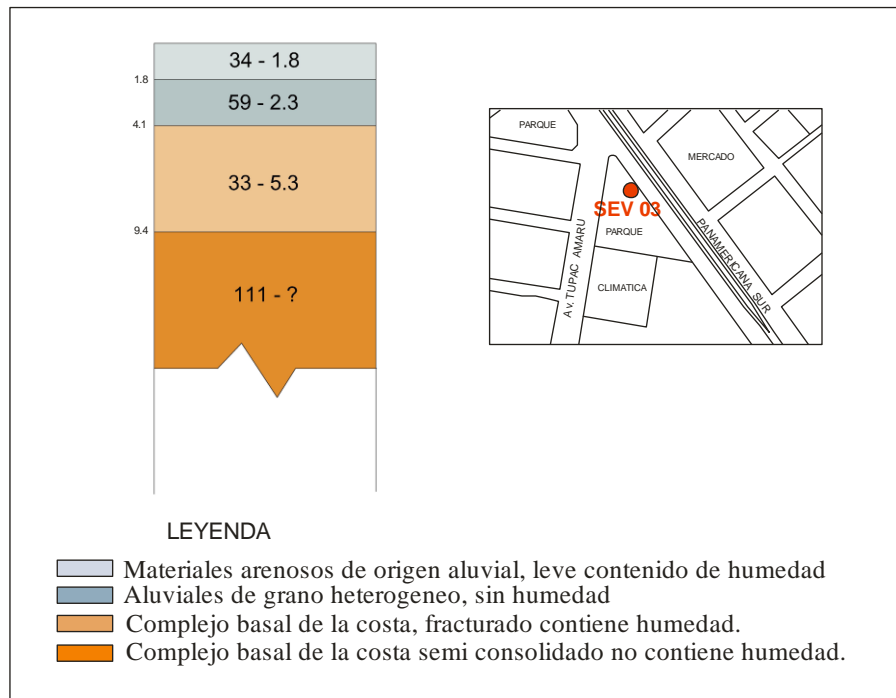 34 - 1.8
1.8
59 - 2.3
4.1
33 - 5.3
9.4
111 - ?
PARQUE
MERCADO
SEV 03
PARQUE
Av. TUPAC AMARU
PANAMERICANA SUR
CLIMATICA
LEYENDA
Materiales arenosos de origen aluvial, leve contenido de humedad
Aluviales de grano heterogeneo, sin humedad
Complejo basal de la costa, fracturado contiene humedad.
Complejo basal de la costa semi consolidado no contiene humedad.